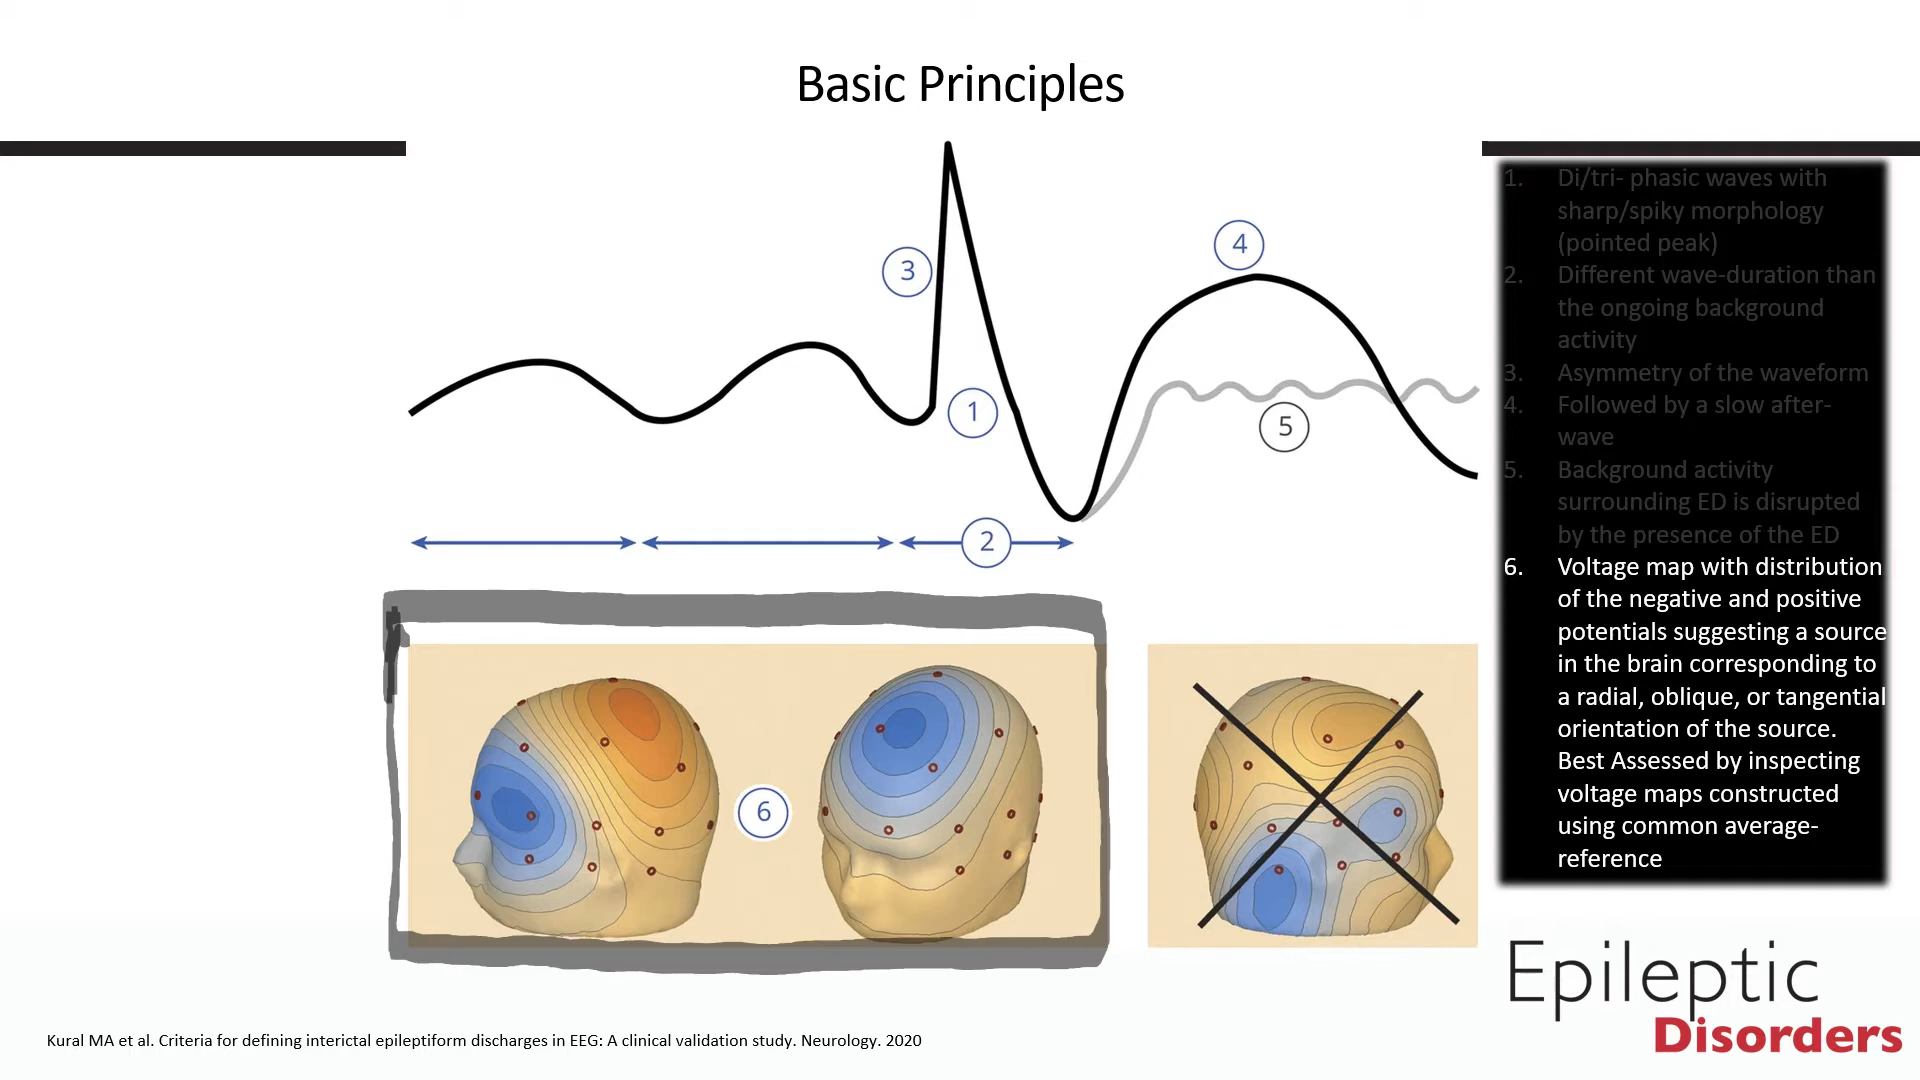 Basic Principles
3
4
1
5
2
6
1. Di/tri- phasic waves with
sharp/spiky morphology
(pointed peak)
2. Different wave-duration than
the ongoing background
activity
3. Asymmetry of the waveform
4. Followed by a slow after-
wave
5. Background activity
surrounding ED is disrupted
by the presence of the ED
6. Voltage map with distribution
of the negative and positive
potentials suggesting a source
in the brain corresponding to
a radial, oblique, or tangential
orientation of the source.
Best Assessed by inspecting
voltage maps constructed
using common average-
reference
Epileptic
Disorders
Kural MA et al. Criteria for defining interictal epileptiform discharges in EEG: A clinical validation study. Neurology. 2020